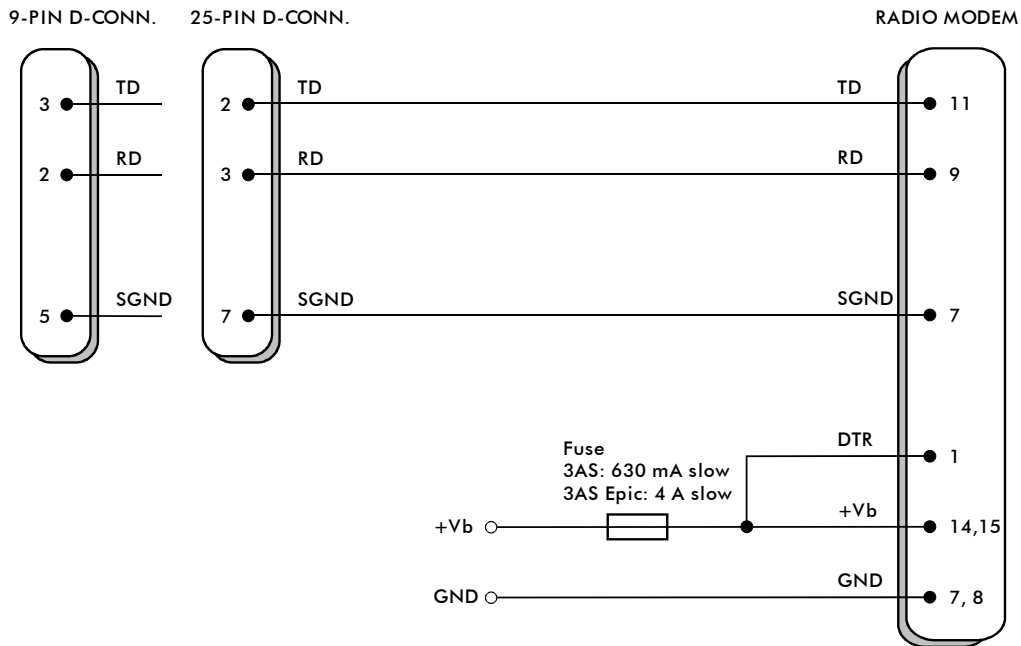 9-PIN D-CONN. 25-PIN D-CONN. RADIO MODEM
3 TD 2 TD TD 11
2 RD 3 RD RD 9
5 SGND 7 SGND SGND 7
DTR 1
Fuse
3AS: 630 mA slow
3AS Epic: 4 A slow
+Vb +Vb 14,15
GND GND 7, 8